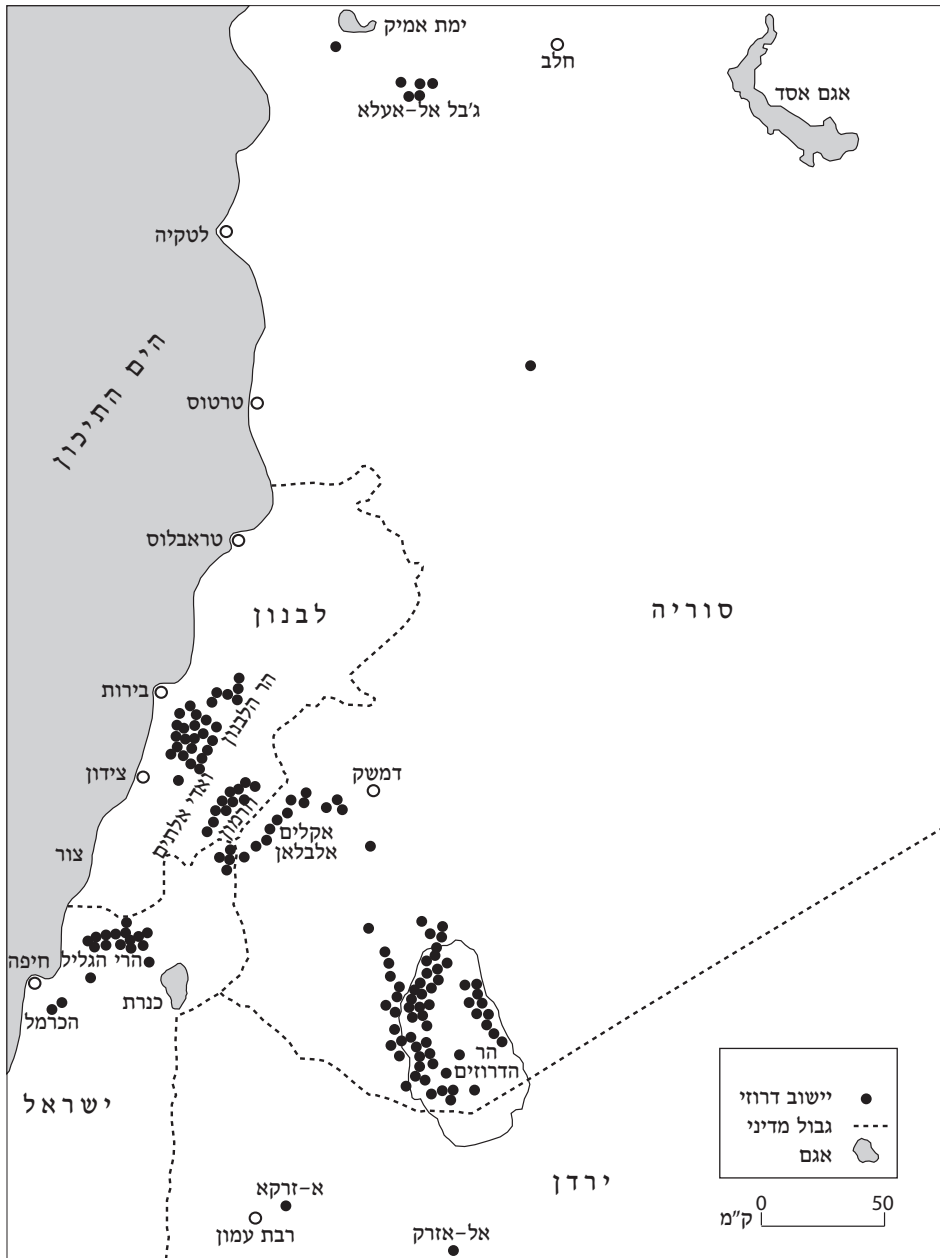 ימת אמיק
חלב
אגם אסד
ג'בל אל-אעלא
לטקיה
הים התיכון
טרטוס
טראבלוס
לבנון
סוריה
בירות
הר הלבנון
צידון
ואדי אלתים
חרמון
דמשק
אקלים
אלבלאן
צור
חיפה
הרי הגליל
כנרת
הכרמל
הר
הדרוזים
ישראל
ירדן
א-זרקא
רבת עמון
אל-אזרק
יישוב דרוזי
גבול מדיני
אגם
0 50
ק"מ